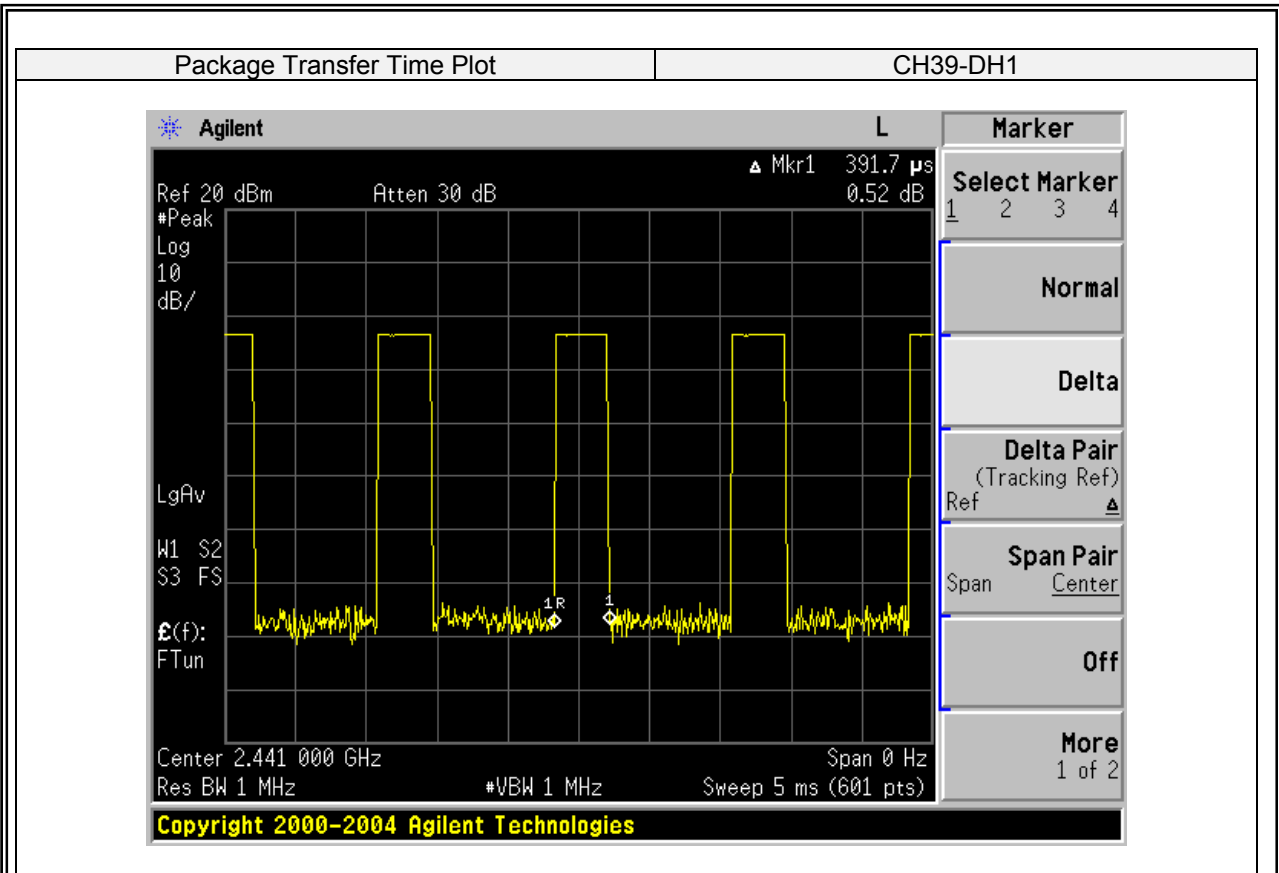 Package Transfer Time Plot CH39-DH1
Agilent L Marker
Δ Mkr1 391.7 µs
Ref 20 dBm Atten 30 dB 0.52 dB
#Peak
Log
10
dB/
LgAv
W1 S2
S3 FS
£(f):
FTun
1R 1
Center 2.441 000 GHz Span 0 Hz
Res BW 1 MHz #VBW 1 MHz Sweep 5 ms (601 pts)
Copyright 2000-2004 Agilent Technologies
Select Marker
1 2 3 4
Normal
Delta
Delta Pair
(Tracking Ref)
Ref Δ
Span Pair
Span Center
Off
More
1 of 2